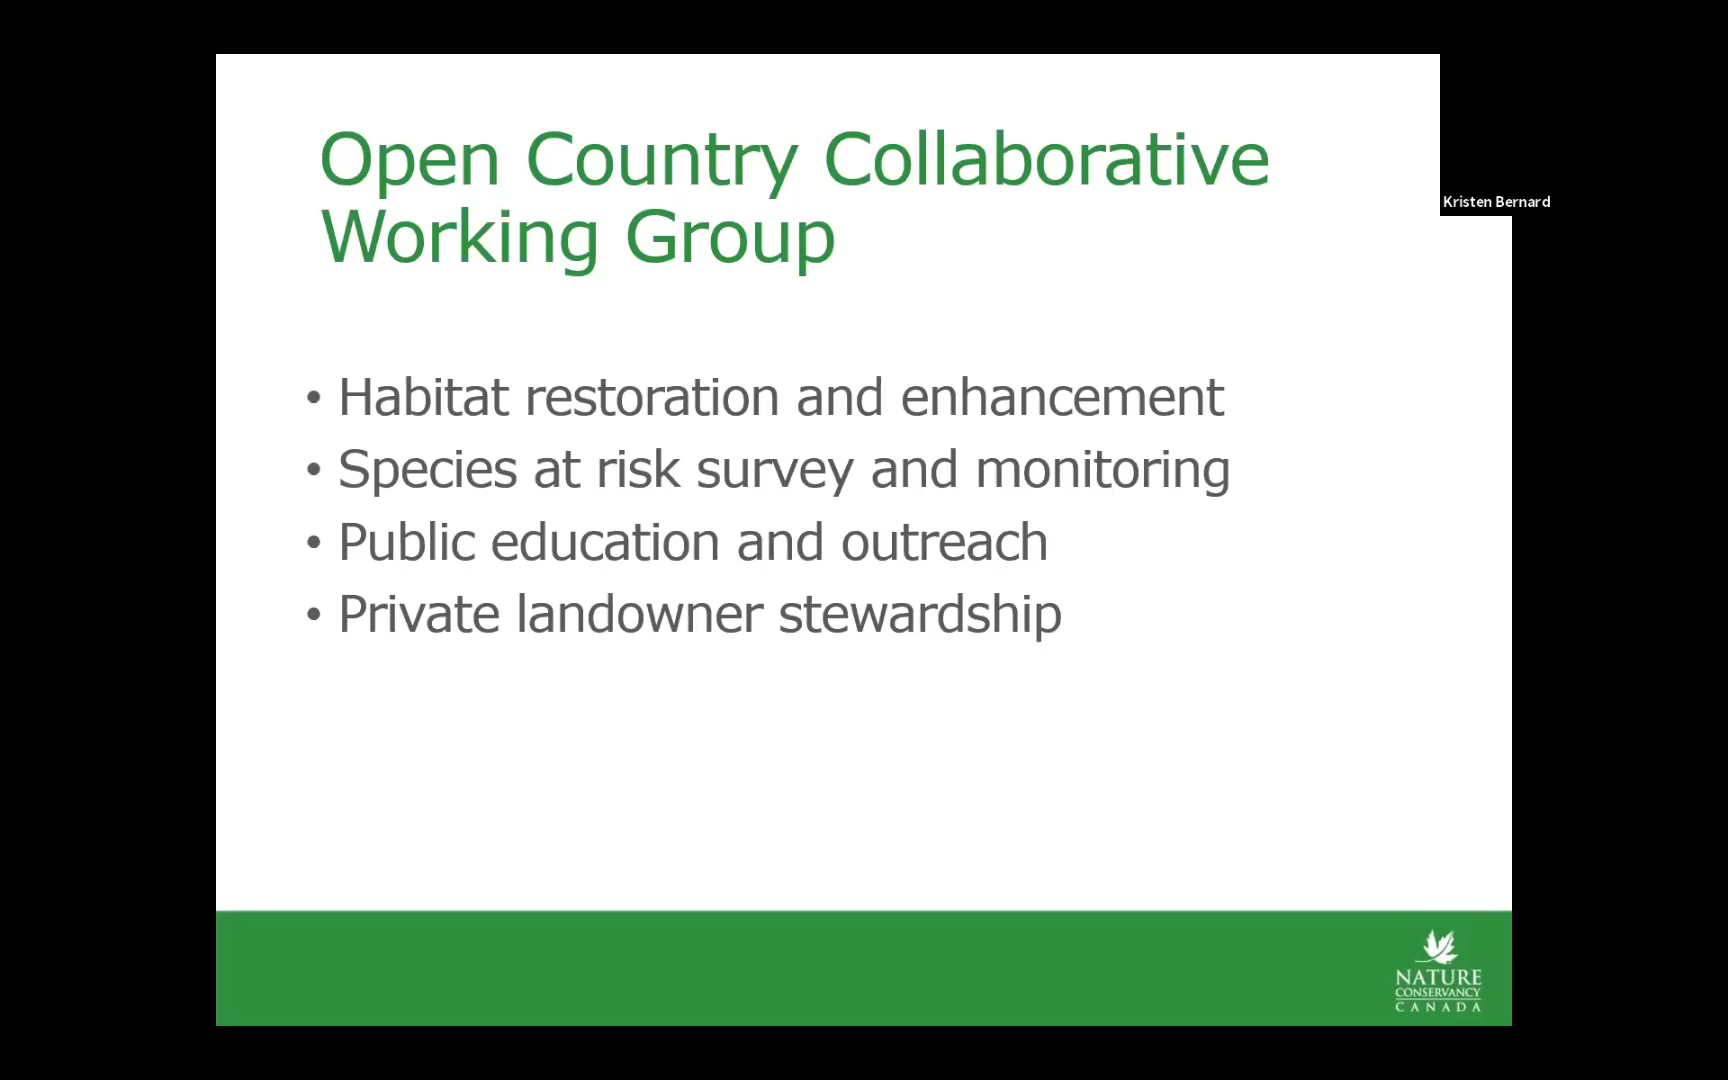 Open Country Collaborative
Working Group
Kristen Bernard
• Habitat restoration and enhancement
• Species at risk survey and monitoring
• Public education and outreach
• Private landowner stewardship
NATURE
CONSERVANCY
CANADA